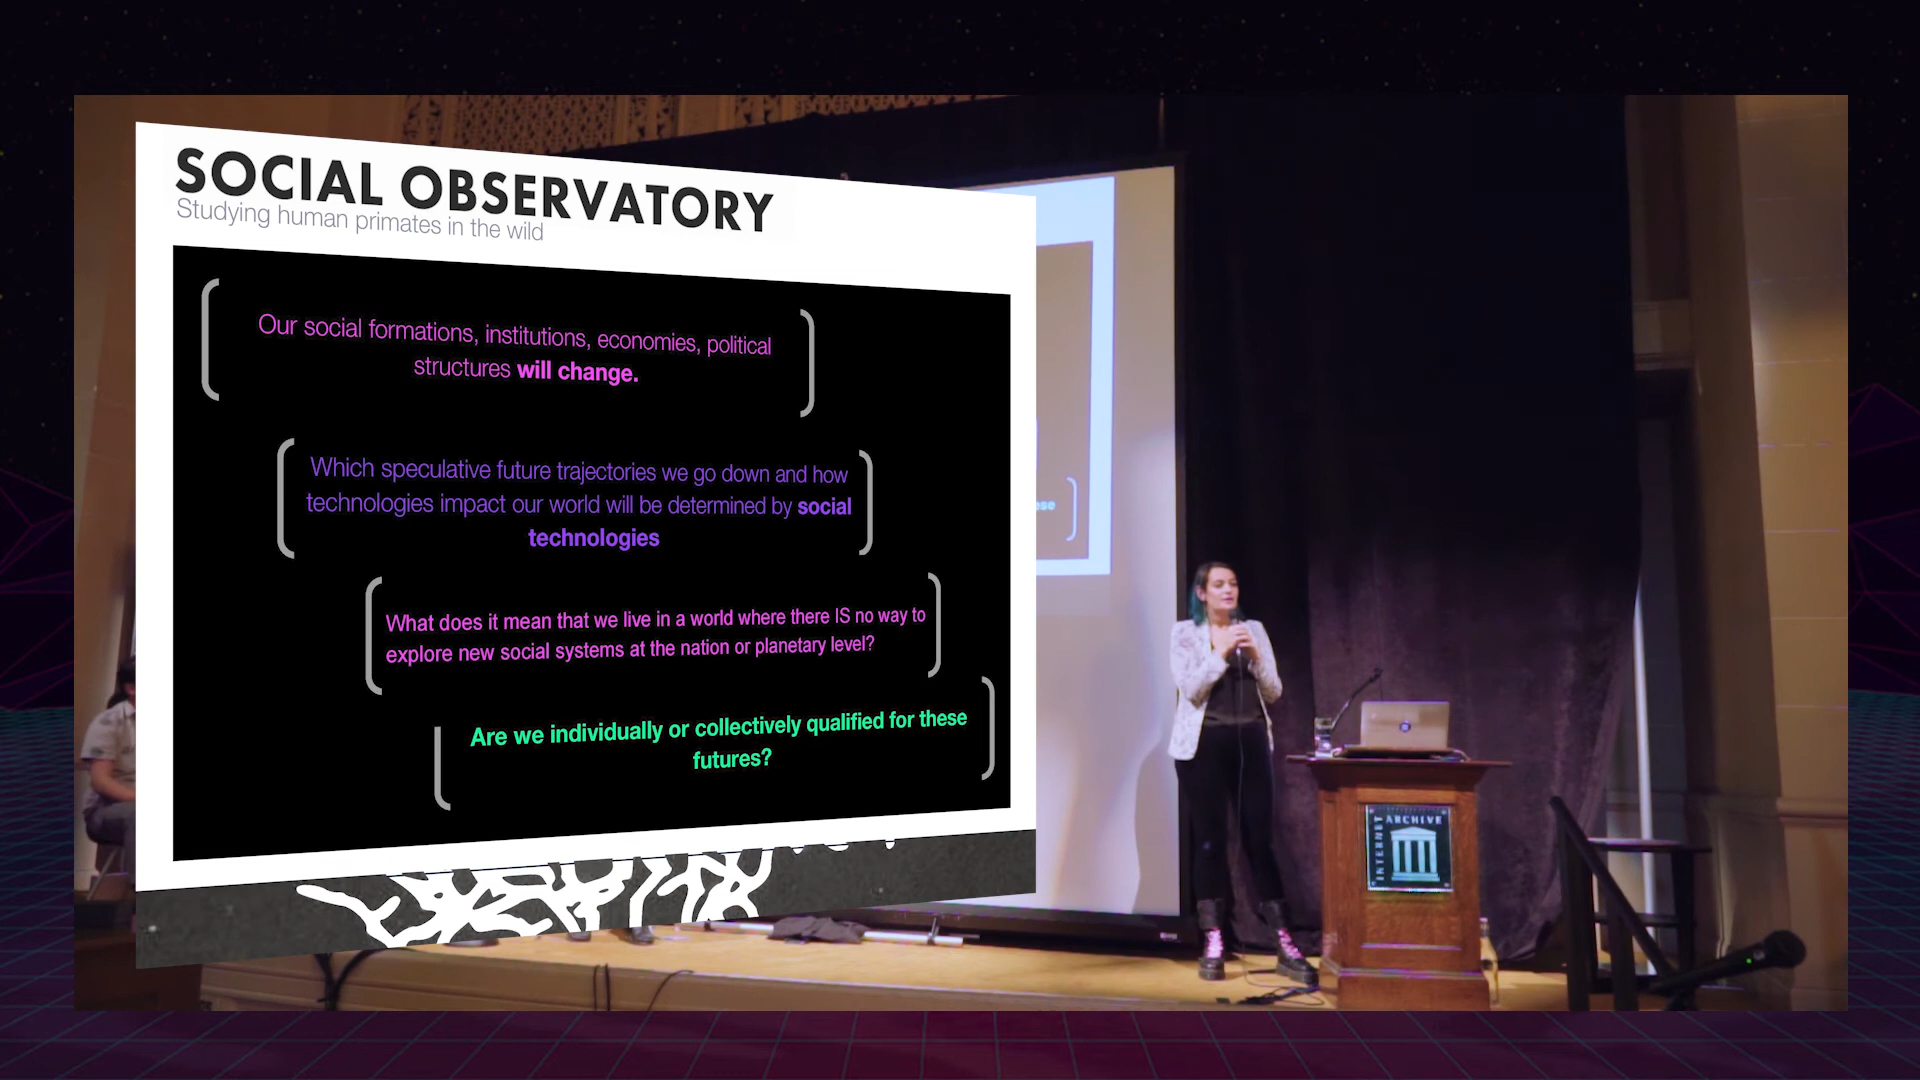 SOCIAL OBSERVATORY
Studying human primates in the wild
Our social formations, institutions, economies, political
structures will change.
Which speculative future trajectories we go down and how
technologies impact our world will be determined by social
technologies
What does it mean that we live in a world where there IS no way to
explore new social systems at the nation or planetary level?
Are we individually or collectively qualified for these
futures?
INTERNET
ARCHIVE